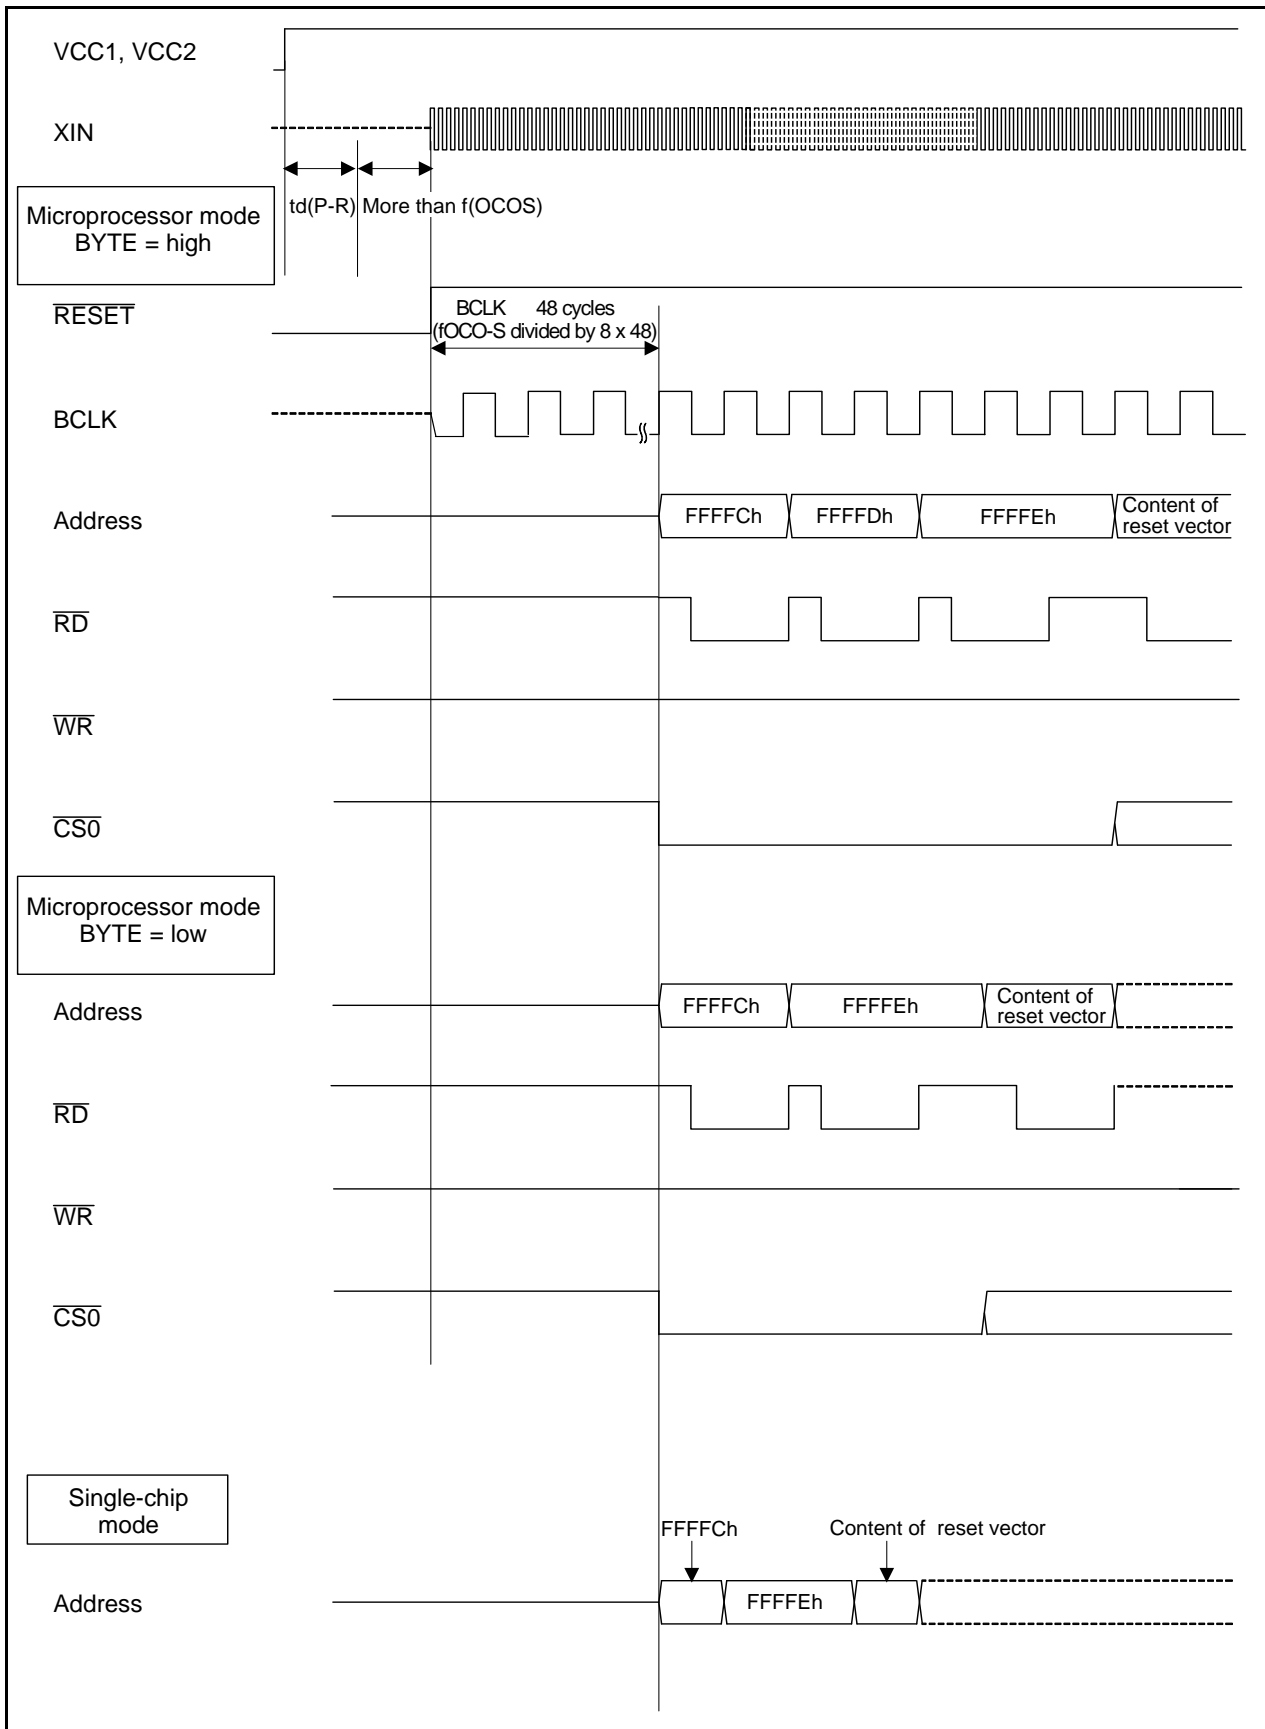 VCC1, VCC2
XIN
td(P-R) More than f(OCOS)
Microprocessor mode
BYTE = high
RESET
BCLK 48 cycles
(fOCO-S divided by 8 x 48)
BCLK
Address
FFFFCh FFFFDh FFFFEh Content of
reset vector
RD
WR
CS0
Microprocessor mode
BYTE = low
Address
FFFFCh FFFFEh Content of
reset vector
RD
WR
CS0
Single-chip
mode
FFFFCh Content of reset vector
Address
FFFFEh